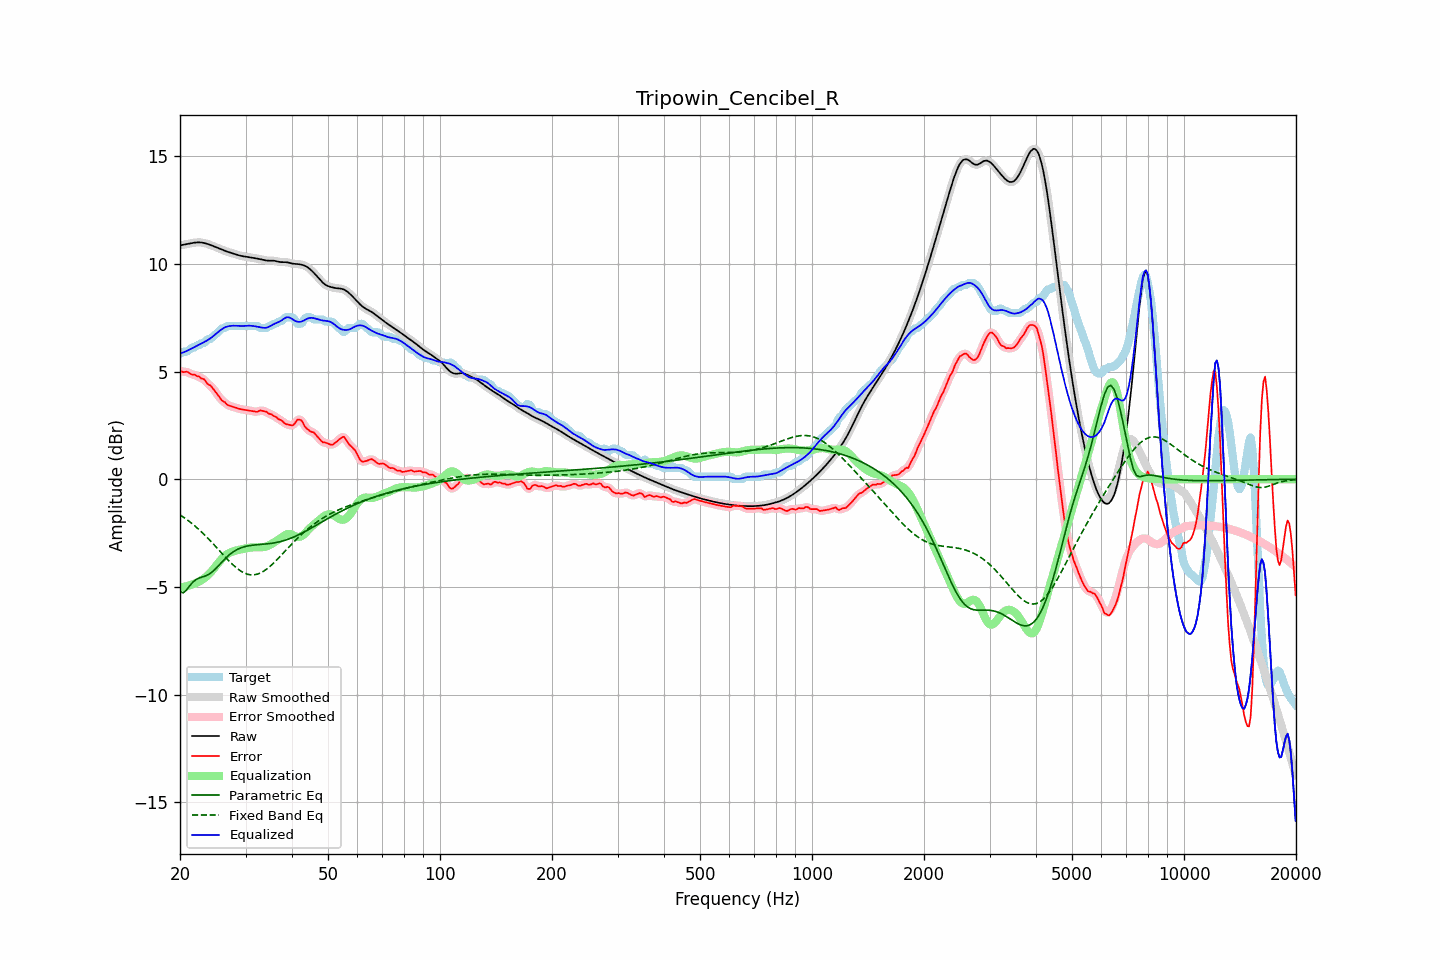 Tripowin_Cencibel_R
Amplitude (dBr)
15
10
5
0
−5
−10
−15
Target
Raw Smoothed
Error Smoothed
Raw
Error
Equalization
Parametric Eq
Fixed Band Eq
Equalized
20 50 100 200 500 1000 2000 5000 10000 20000
Frequency (Hz)